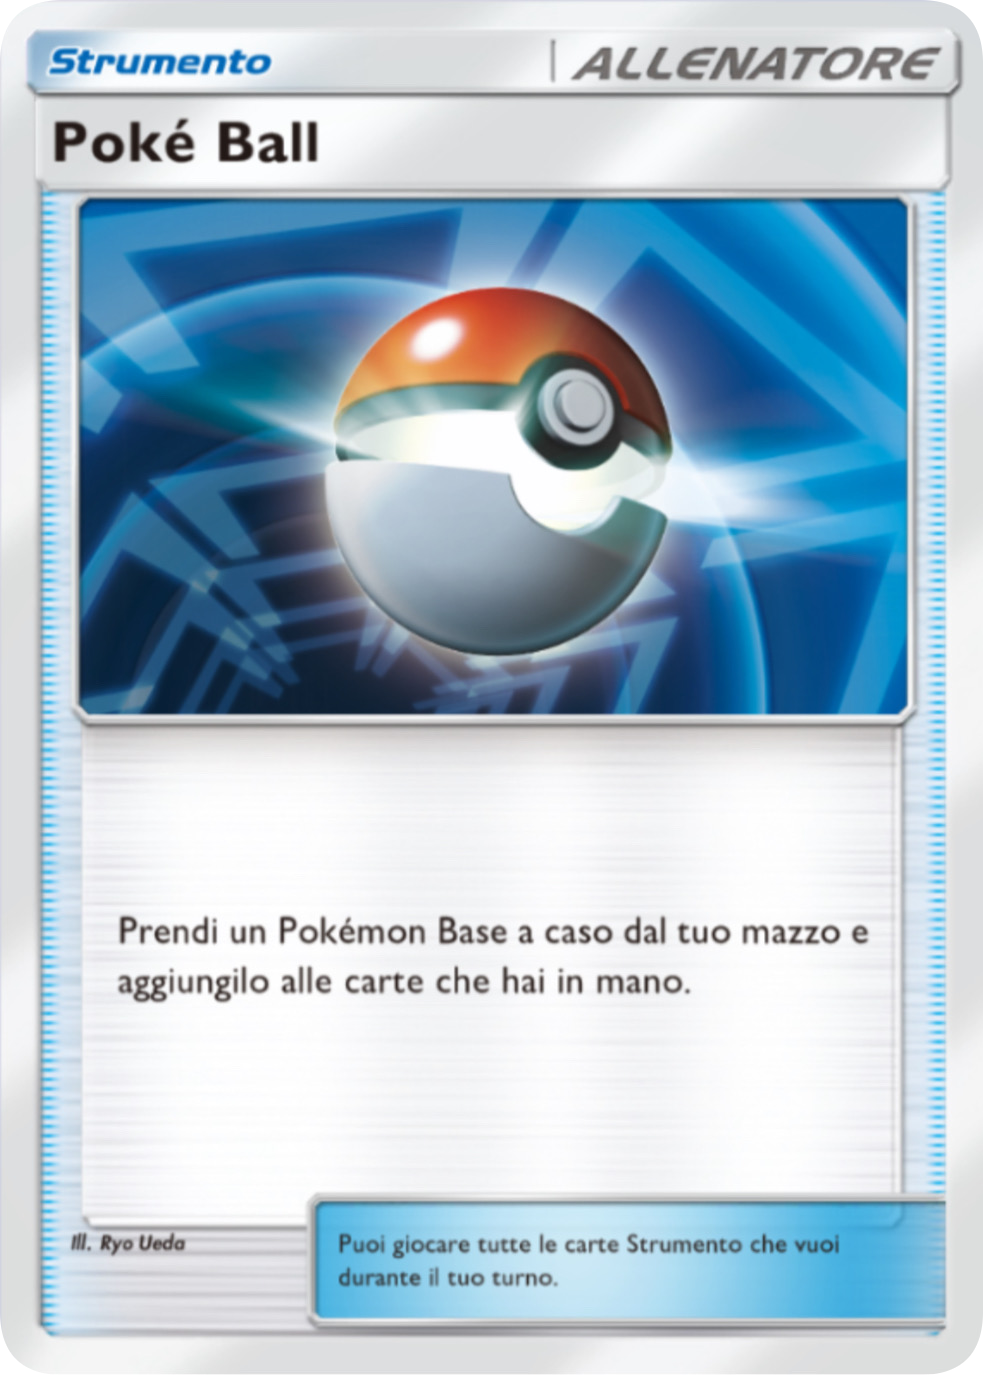 Strumento
ALLENATORE
Poké Ball
Prendi un Pokémon Base a caso dal tuo mazzo e
aggiungilo alle carte che hai in mano.
Ill. Ryo Ueda
Puoi giocare tutte le carte Strumento che vuoi
durante il tuo turno.